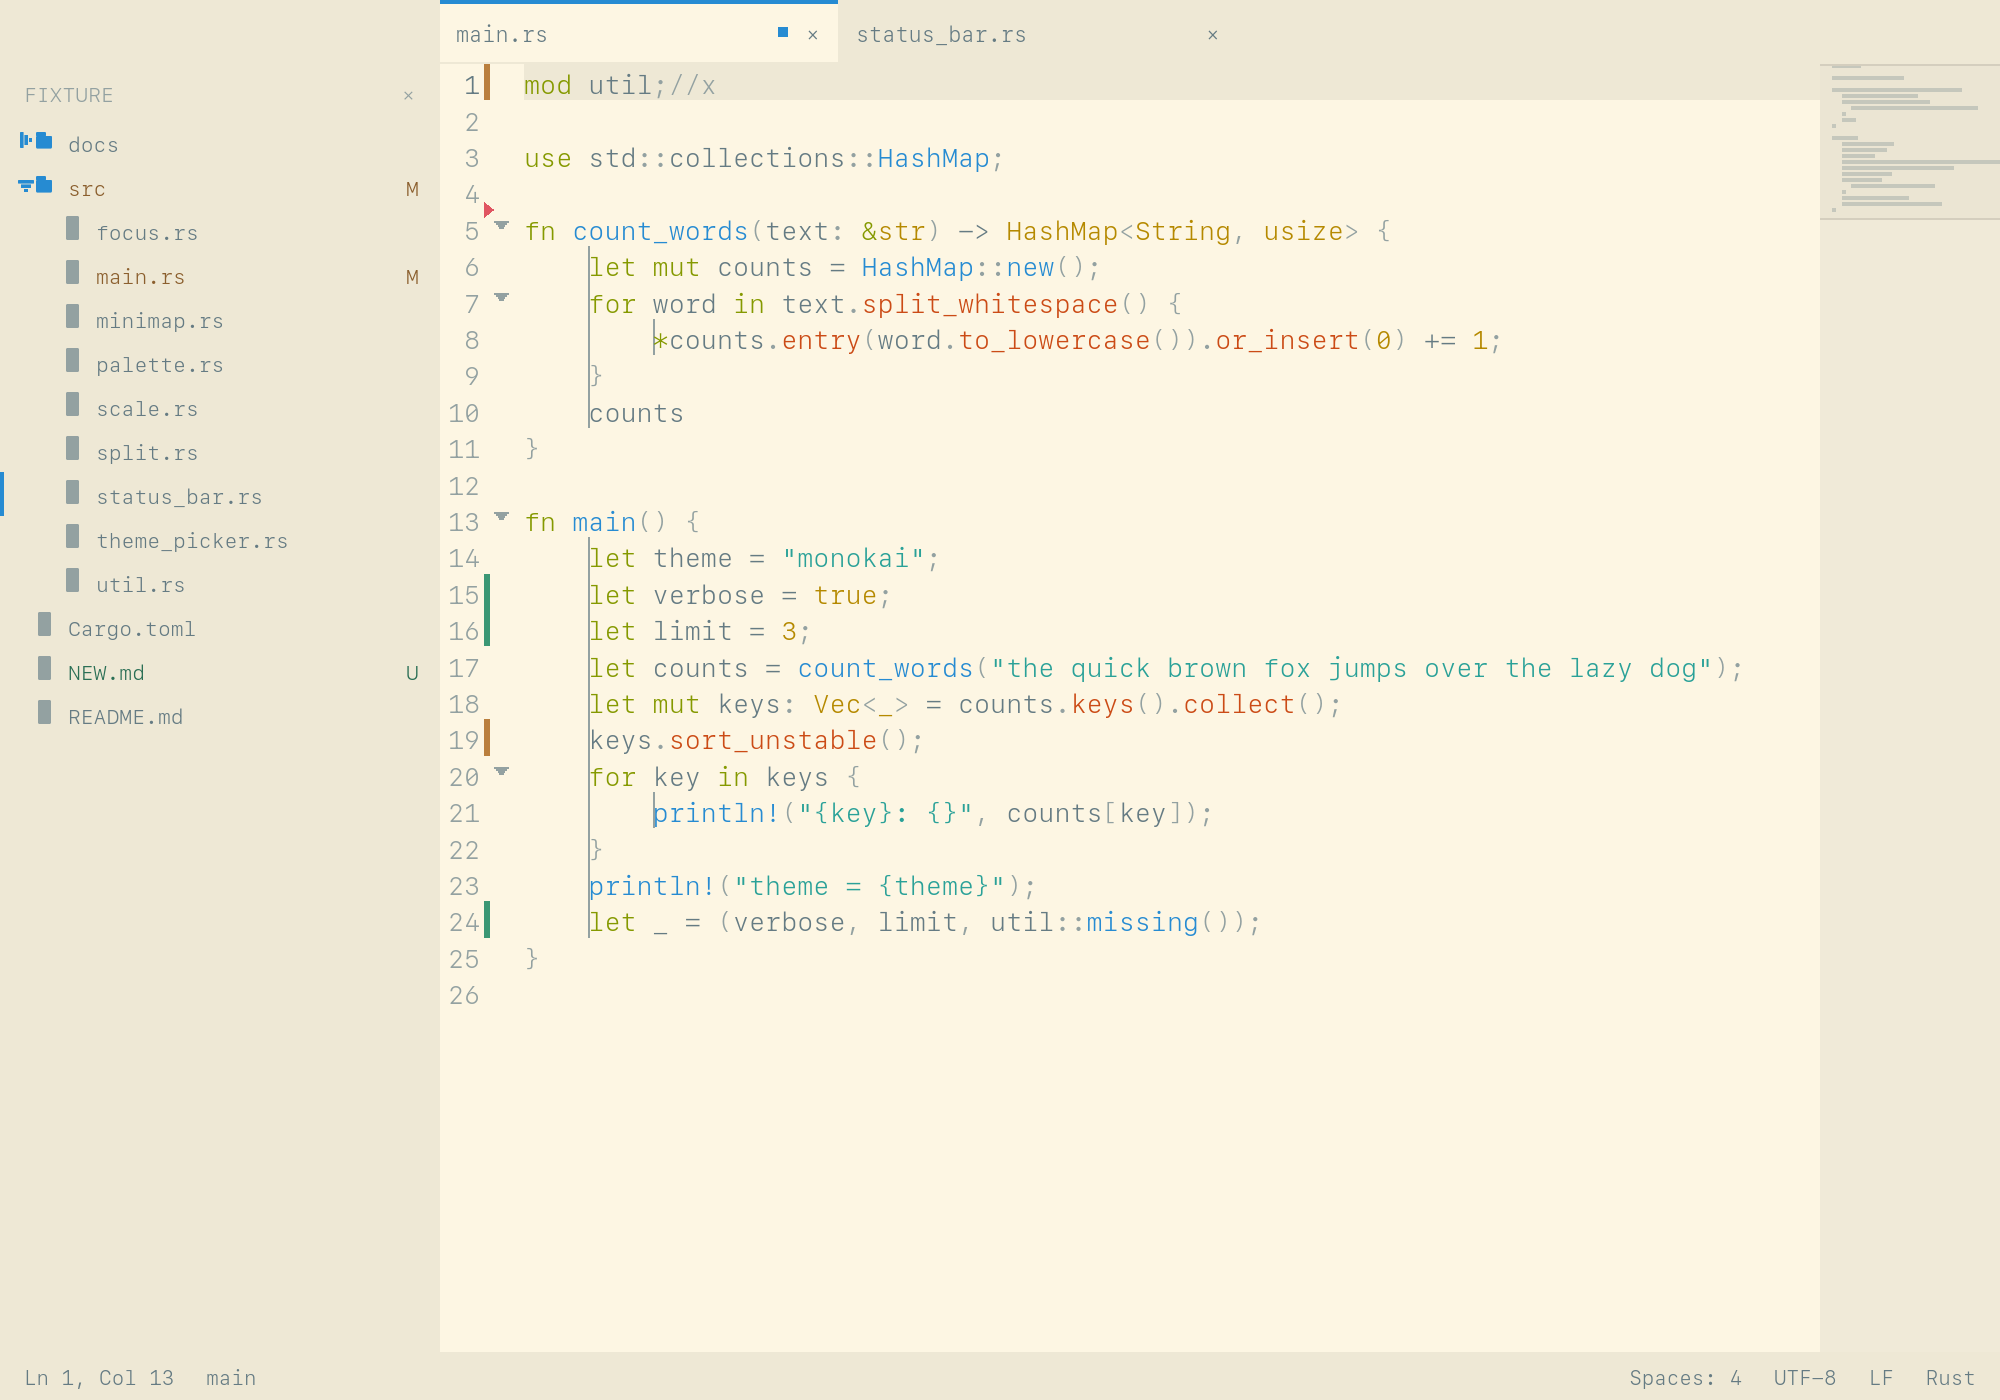 main.rs × status_bar.rs ×
FIXTURE ×
docs
src M
focus.rs
main.rs M
minimap.rs
palette.rs
scale.rs
split.rs
status_bar.rs
theme_picker.rs
util.rs
Cargo.toml
NEW.md U
README.md
1 mod util;//x
2
3 use std::collections::HashMap;
4
5 fn count_words(text: &str) -> HashMap<String, usize> {
6     let mut counts = HashMap::new();
7     for word in text.split_whitespace() {
8         *counts.entry(word.to_lowercase()).or_insert(0) += 1;
9     }
10     counts
11 }
12
13 fn main() {
14     let theme = "monokai";
15     let verbose = true;
16     let limit = 3;
17     let counts = count_words("the quick brown fox jumps over the lazy dog");
18     let mut keys: Vec<_> = counts.keys().collect();
19     keys.sort_unstable();
20     for key in keys {
21         println!("{key}: {}", counts[key]);
22     }
23     println!("theme = {theme}");
24     let _ = (verbose, limit, util::missing());
25 }
26
Ln 1, Col 13 main Spaces: 4 UTF-8 LF Rust